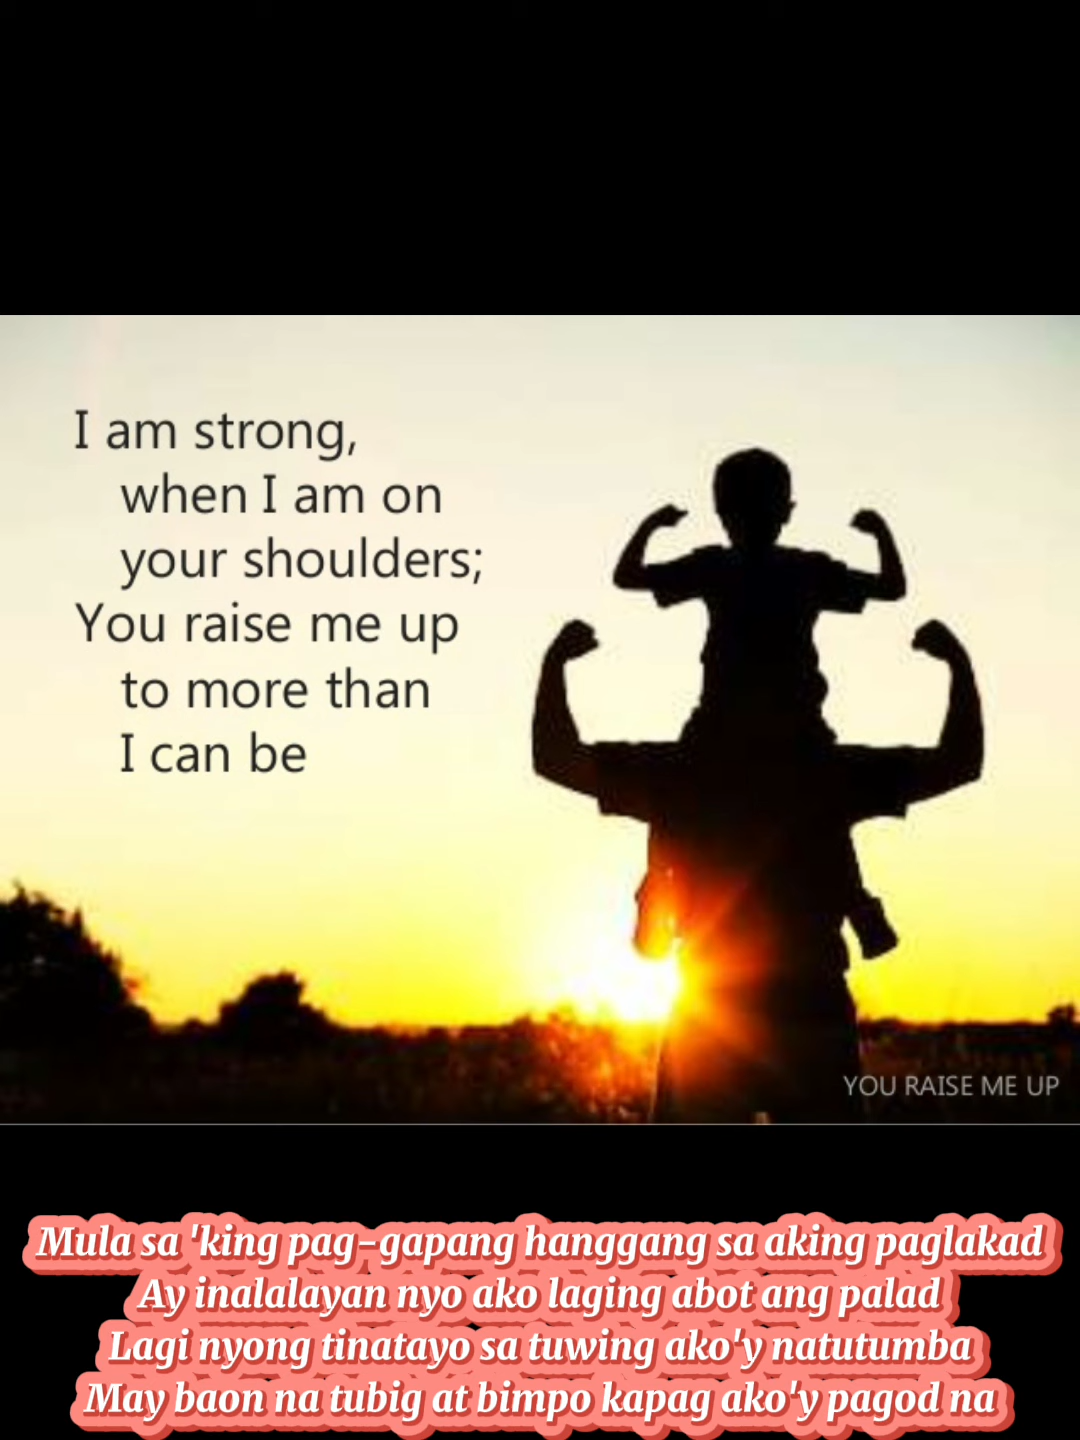 I am strong,
when I am on
your shoulders;
You raise me up
to more than
I can be
YOU RAISE ME UP
Mula sa 'king pag-gapang hanggang sa aking paglakad
Ay inalalayan nyo ako laging abot ang palad
Lagi nyong tinatayo sa tuwing ako'y natutumba
May baon na tubig at bimpo kapag ako'y pagod na